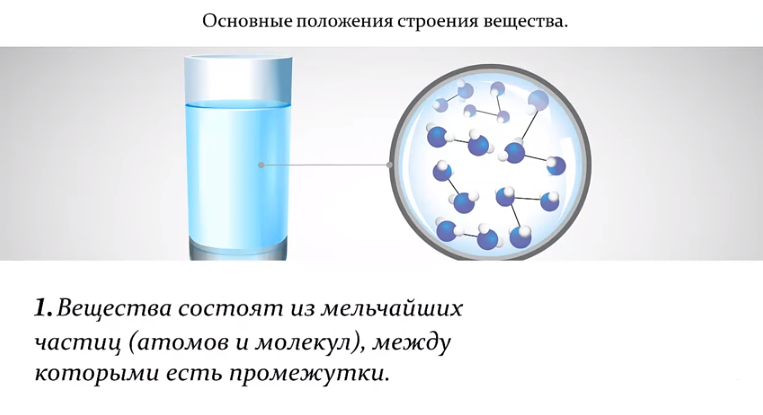 Основные положения строения вещества.
1. Вещества состоят из мельчайших
частиц (атомов и молекул), между
которыми есть промежутки.